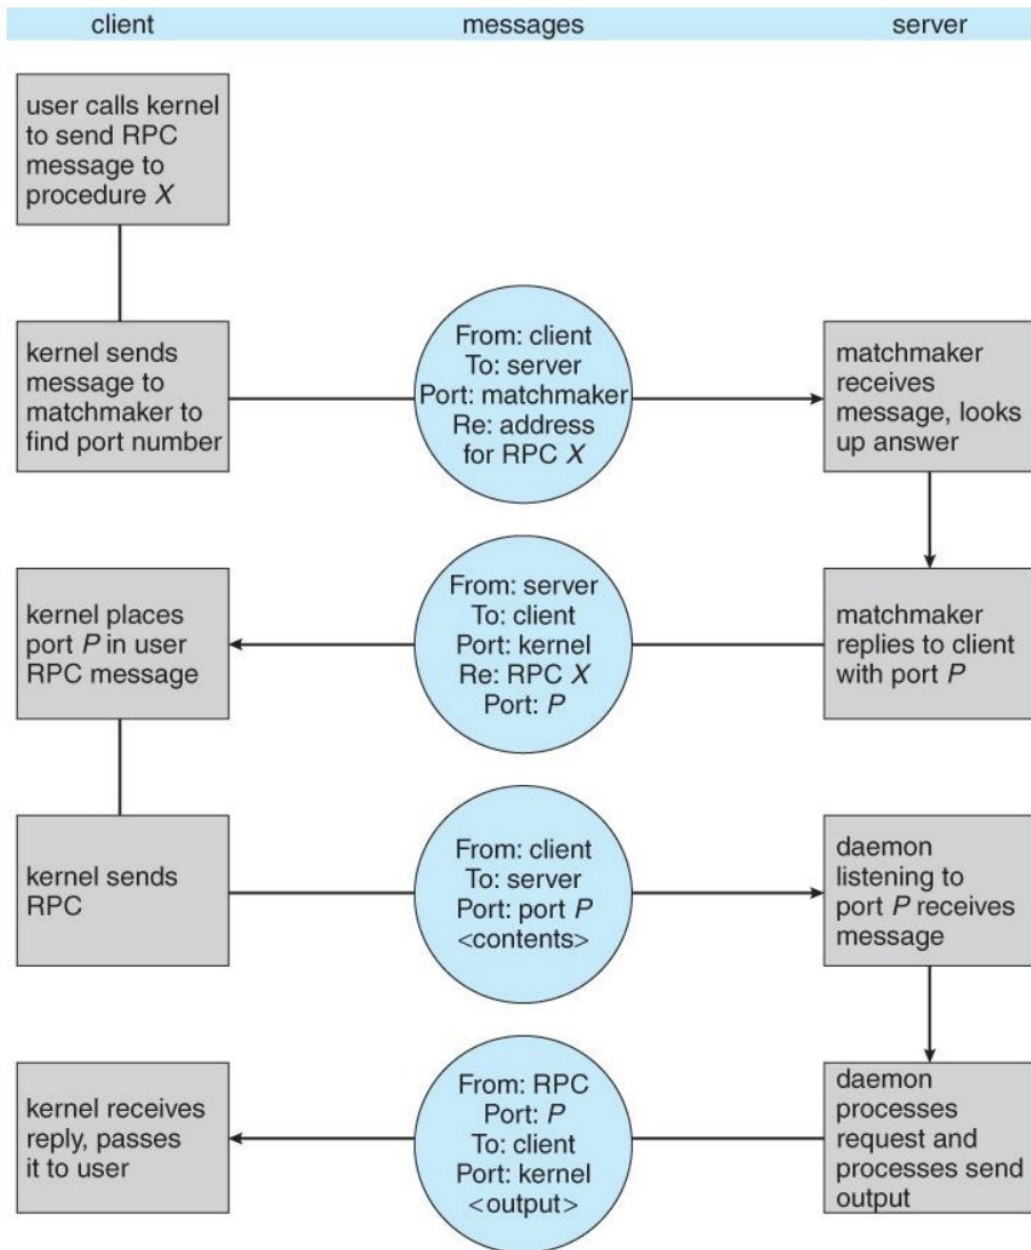 client
messages
server
user calls kernel
to send RPC
message to
procedure X
kernel sends
message to
matchmaker to
find port number
From: client
To: server
Port: matchmaker
Re: address
for RPC X
matchmaker
receives
message, looks
up answer
kernel places
port P in user
RPC message
From: server
To: client
Port: kernel
Re: RPC X
Port: P
matchmaker
replies to client
with port P
kernel sends
RPC
From: client
To: server
Port: port P
<contents>
daemon
listening to
port P receives
message
kernel receives
reply, passes
it to user
From: RPC
Port: P
To: client
Port: kernel
<output>
daemon
processes
request and
processes send
output